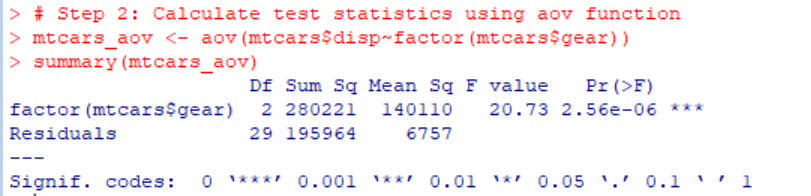 > # Step 2: Calculate test statistics using aov function
> mtcars_aov <- aov(mtcars$disp~factor(mtcars$gear))
> summary(mtcars_aov)
                    Df Sum Sq Mean Sq F value   Pr(>F)
factor(mtcars$gear)  2 280221  140110   20.73 2.56e-06 ***
Residuals           29 195964    6757
---
Signif. codes:  0 ‘***’ 0.001 ‘**’ 0.01 ‘*’ 0.05 ‘.’ 0.1 ‘ ’ 1